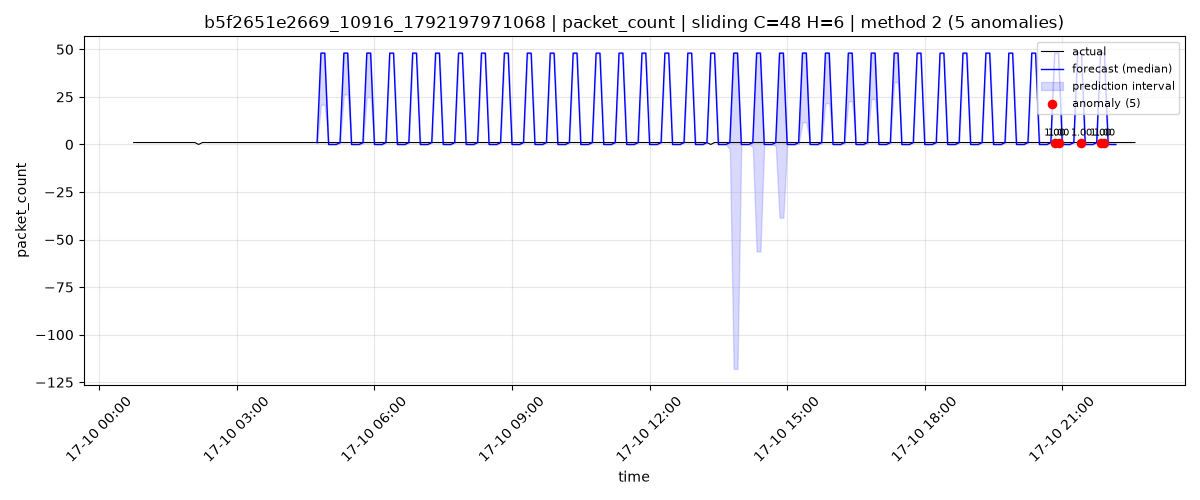 b5f2651e2669_10916_1792197971068 | packet_count | sliding C=48 H=6 | method 2 (5 anomalies)
actual
forecast (median)
prediction interval
anomaly (5)
50
25
0
−25
−50
−75
−100
−125
packet_count
1.00
17-10 00:00
17-10 03:00
17-10 06:00
17-10 09:00
17-10 12:00
17-10 15:00
17-10 18:00
17-10 21:00
time